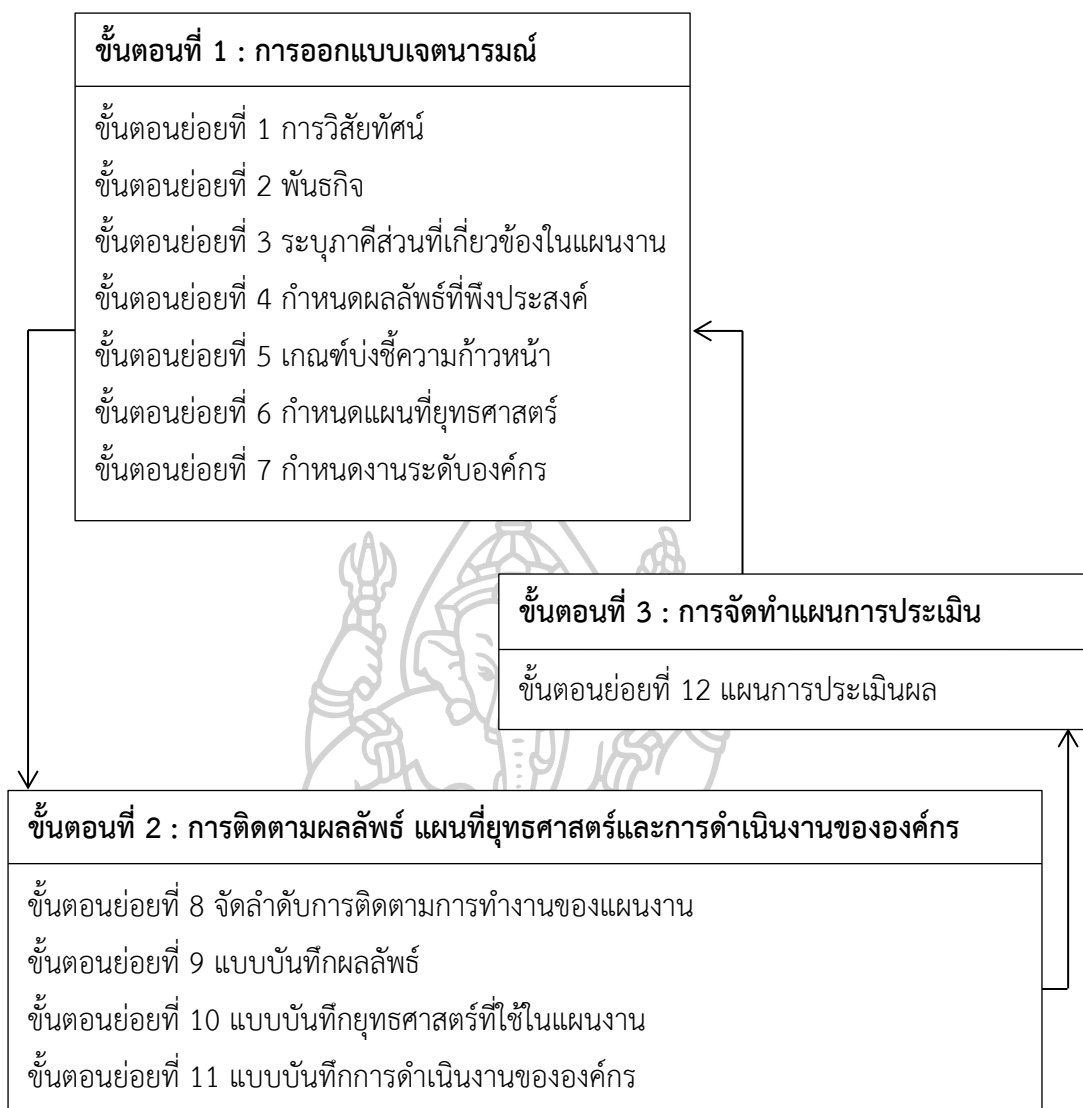 ขั้นตอนที่ 1 : การออกแบบเจตนารมณ์
ขั้นตอนย่อยที่ 1 การวิสัยทัศน์
ขั้นตอนย่อยที่ 2 พันธกิจ
ขั้นตอนย่อยที่ 3 ระบุภาคีส่วนที่เกี่ยวข้องในแผนงาน
ขั้นตอนย่อยที่ 4 กำหนดผลลัพธ์ที่พึงประสงค์
ขั้นตอนย่อยที่ 5 เกณฑ์บ่งชี้ความก้าวหน้า
ขั้นตอนย่อยที่ 6 กำหนดแผนที่ยุทธศาสตร์
ขั้นตอนย่อยที่ 7 กำหนดงานระดับองค์กร
ขั้นตอนที่ 3 : การจัดทำแผนการประเมิน
ขั้นตอนย่อยที่ 12 แผนการประเมินผล
ขั้นตอนที่ 2 : การติดตามผลลัพธ์ แผนที่ยุทธศาสตร์และการดำเนินงานขององค์กร
ขั้นตอนย่อยที่ 8 จัดลำดับการติดตามการทำงานของแผนงาน
ขั้นตอนย่อยที่ 9 แบบบันทึกผลลัพธ์
ขั้นตอนย่อยที่ 10 แบบบันทึกยุทธศาสตร์ที่ใช้ในแผนงาน
ขั้นตอนย่อยที่ 11 แบบบันทึกการดำเนินงานขององค์กร